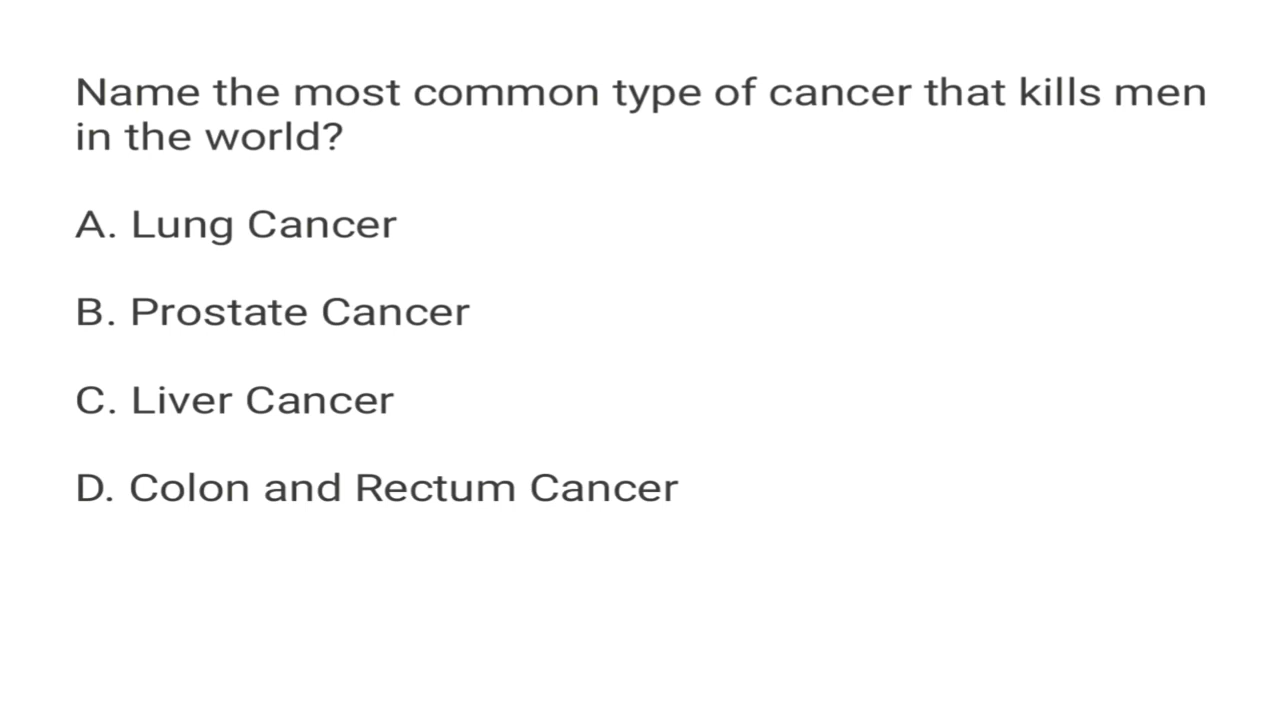 Name the most common type of cancer that kills men
in the world?
A. Lung Cancer
B. Prostate Cancer
C. Liver Cancer
D. Colon and Rectum Cancer